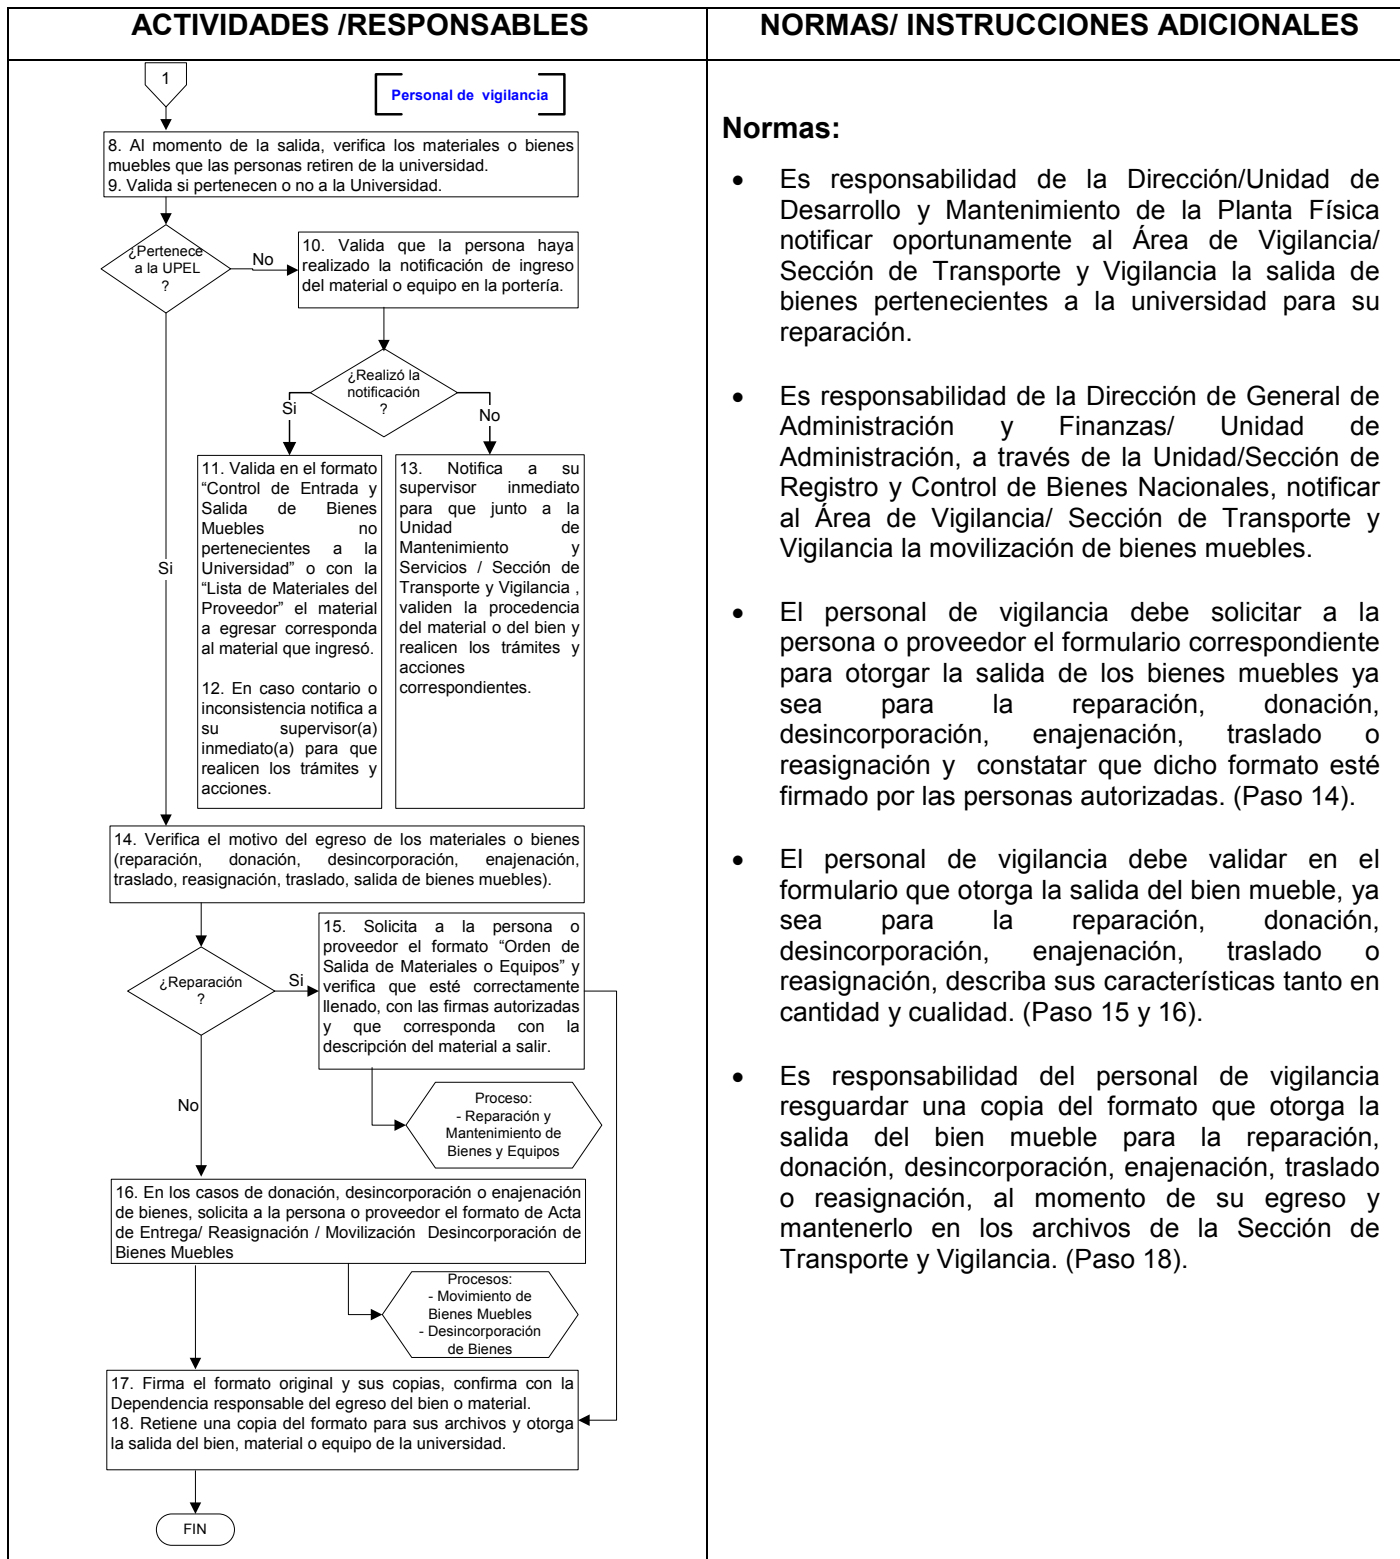 ACTIVIDADES /RESPONSABLES
NORMAS/ INSTRUCCIONES ADICIONALES
1
Personal de vigilancia
8. Al momento de la salida, verifica los materiales o bienes
muebles que las personas retiren de la universidad.
9. Valida si pertenecen o no a la Universidad.
¿Pertenece
a la UPEL
?
No
10. Valida que la persona haya
realizado la notificación de ingreso
del material o equipo en la portería.
¿Realizó la
notificación
?
Si
No
11. Valida en el formato
“Control de Entrada y
Salida de Bienes
Muebles no
pertenecientes a la
Universidad” o con la
“Lista de Materiales del
Proveedor” el material
a egresar corresponda
al material que ingresó.
12. En caso contario o
inconsistencia notifica a
su supervisor(a)
inmediato(a) para que
realicen los trámites y
acciones.
13. Notifica a su
supervisor inmediato
para que junto a la
Unidad de
Mantenimiento y
Servicios / Sección de
Transporte y Vigilancia ,
validen la procedencia
del material o del bien y
realicen los trámites y
acciones
correspondientes.
Si
14. Verifica el motivo del egreso de los materiales o bienes
(reparación, donación, desincorporación, enajenación,
traslado, reasignación, traslado, salida de bienes muebles).
¿Reparación
?
Si
15. Solicita a la persona o
proveedor el formato “Orden de
Salida de Materiales o Equipos” y
verifica que esté correctamente
llenado, con las firmas autorizadas
y que corresponda con la
descripción del material a salir.
No
Proceso:
- Reparación y
Mantenimiento de
Bienes y Equipos
16. En los casos de donación, desincorporación o enajenación
de bienes, solicita a la persona o proveedor el formato de Acta
de Entrega/ Reasignación / Movilización Desincorporación de
Bienes Muebles
Procesos:
- Movimiento de
Bienes Muebles
- Desincorporación
de Bienes
17. Firma el formato original y sus copias, confirma con la
Dependencia responsable del egreso del bien o material.
18. Retiene una copia del formato para sus archivos y otorga
la salida del bien, material o equipo de la universidad.
FIN
Normas:
• Es responsabilidad de la Dirección/Unidad de
Desarrollo y Mantenimiento de la Planta Física
notificar oportunamente al Área de Vigilancia/
Sección de Transporte y Vigilancia la salida de
bienes pertenecientes a la universidad para su
reparación.
• Es responsabilidad de la Dirección de General de
Administración y Finanzas/ Unidad de
Administración, a través de la Unidad/Sección de
Registro y Control de Bienes Nacionales, notificar
al Área de Vigilancia/ Sección de Transporte y
Vigilancia la movilización de bienes muebles.
• El personal de vigilancia debe solicitar a la
persona o proveedor el formulario correspondiente
para otorgar la salida de los bienes muebles ya
sea para la reparación, donación,
desincorporación, enajenación, traslado o
reasignación y constatar que dicho formato esté
firmado por las personas autorizadas. (Paso 14).
• El personal de vigilancia debe validar en el
formulario que otorga la salida del bien mueble, ya
sea para la reparación, donación,
desincorporación, enajenación, traslado o
reasignación, describa sus características tanto en
cantidad y cualidad. (Paso 15 y 16).
• Es responsabilidad del personal de vigilancia
resguardar una copia del formato que otorga la
salida del bien mueble para la reparación,
donación, desincorporación, enajenación, traslado
o reasignación, al momento de su egreso y
mantenerlo en los archivos de la Sección de
Transporte y Vigilancia. (Paso 18).